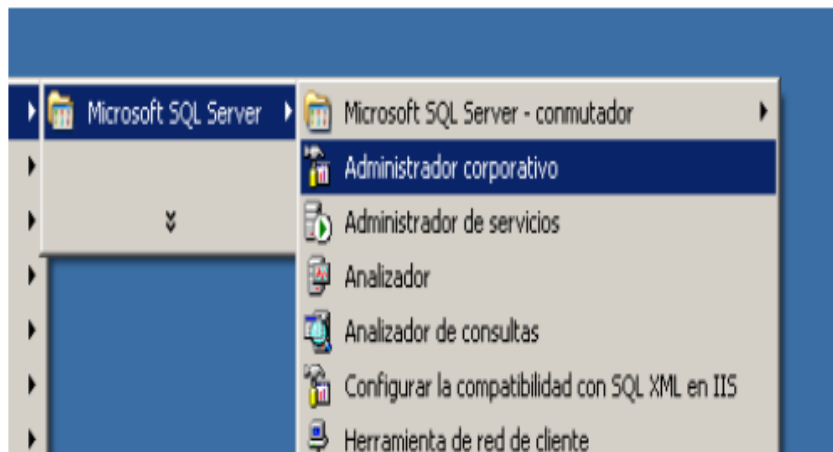 Microsoft SQL Server
Microsoft SQL Server - conmutador
Administrador corporativo
Administrador de servicios
Analizador
Analizador de consultas
Configurar la compatibilidad con SQL XML en IIS
Herramienta de red de cliente